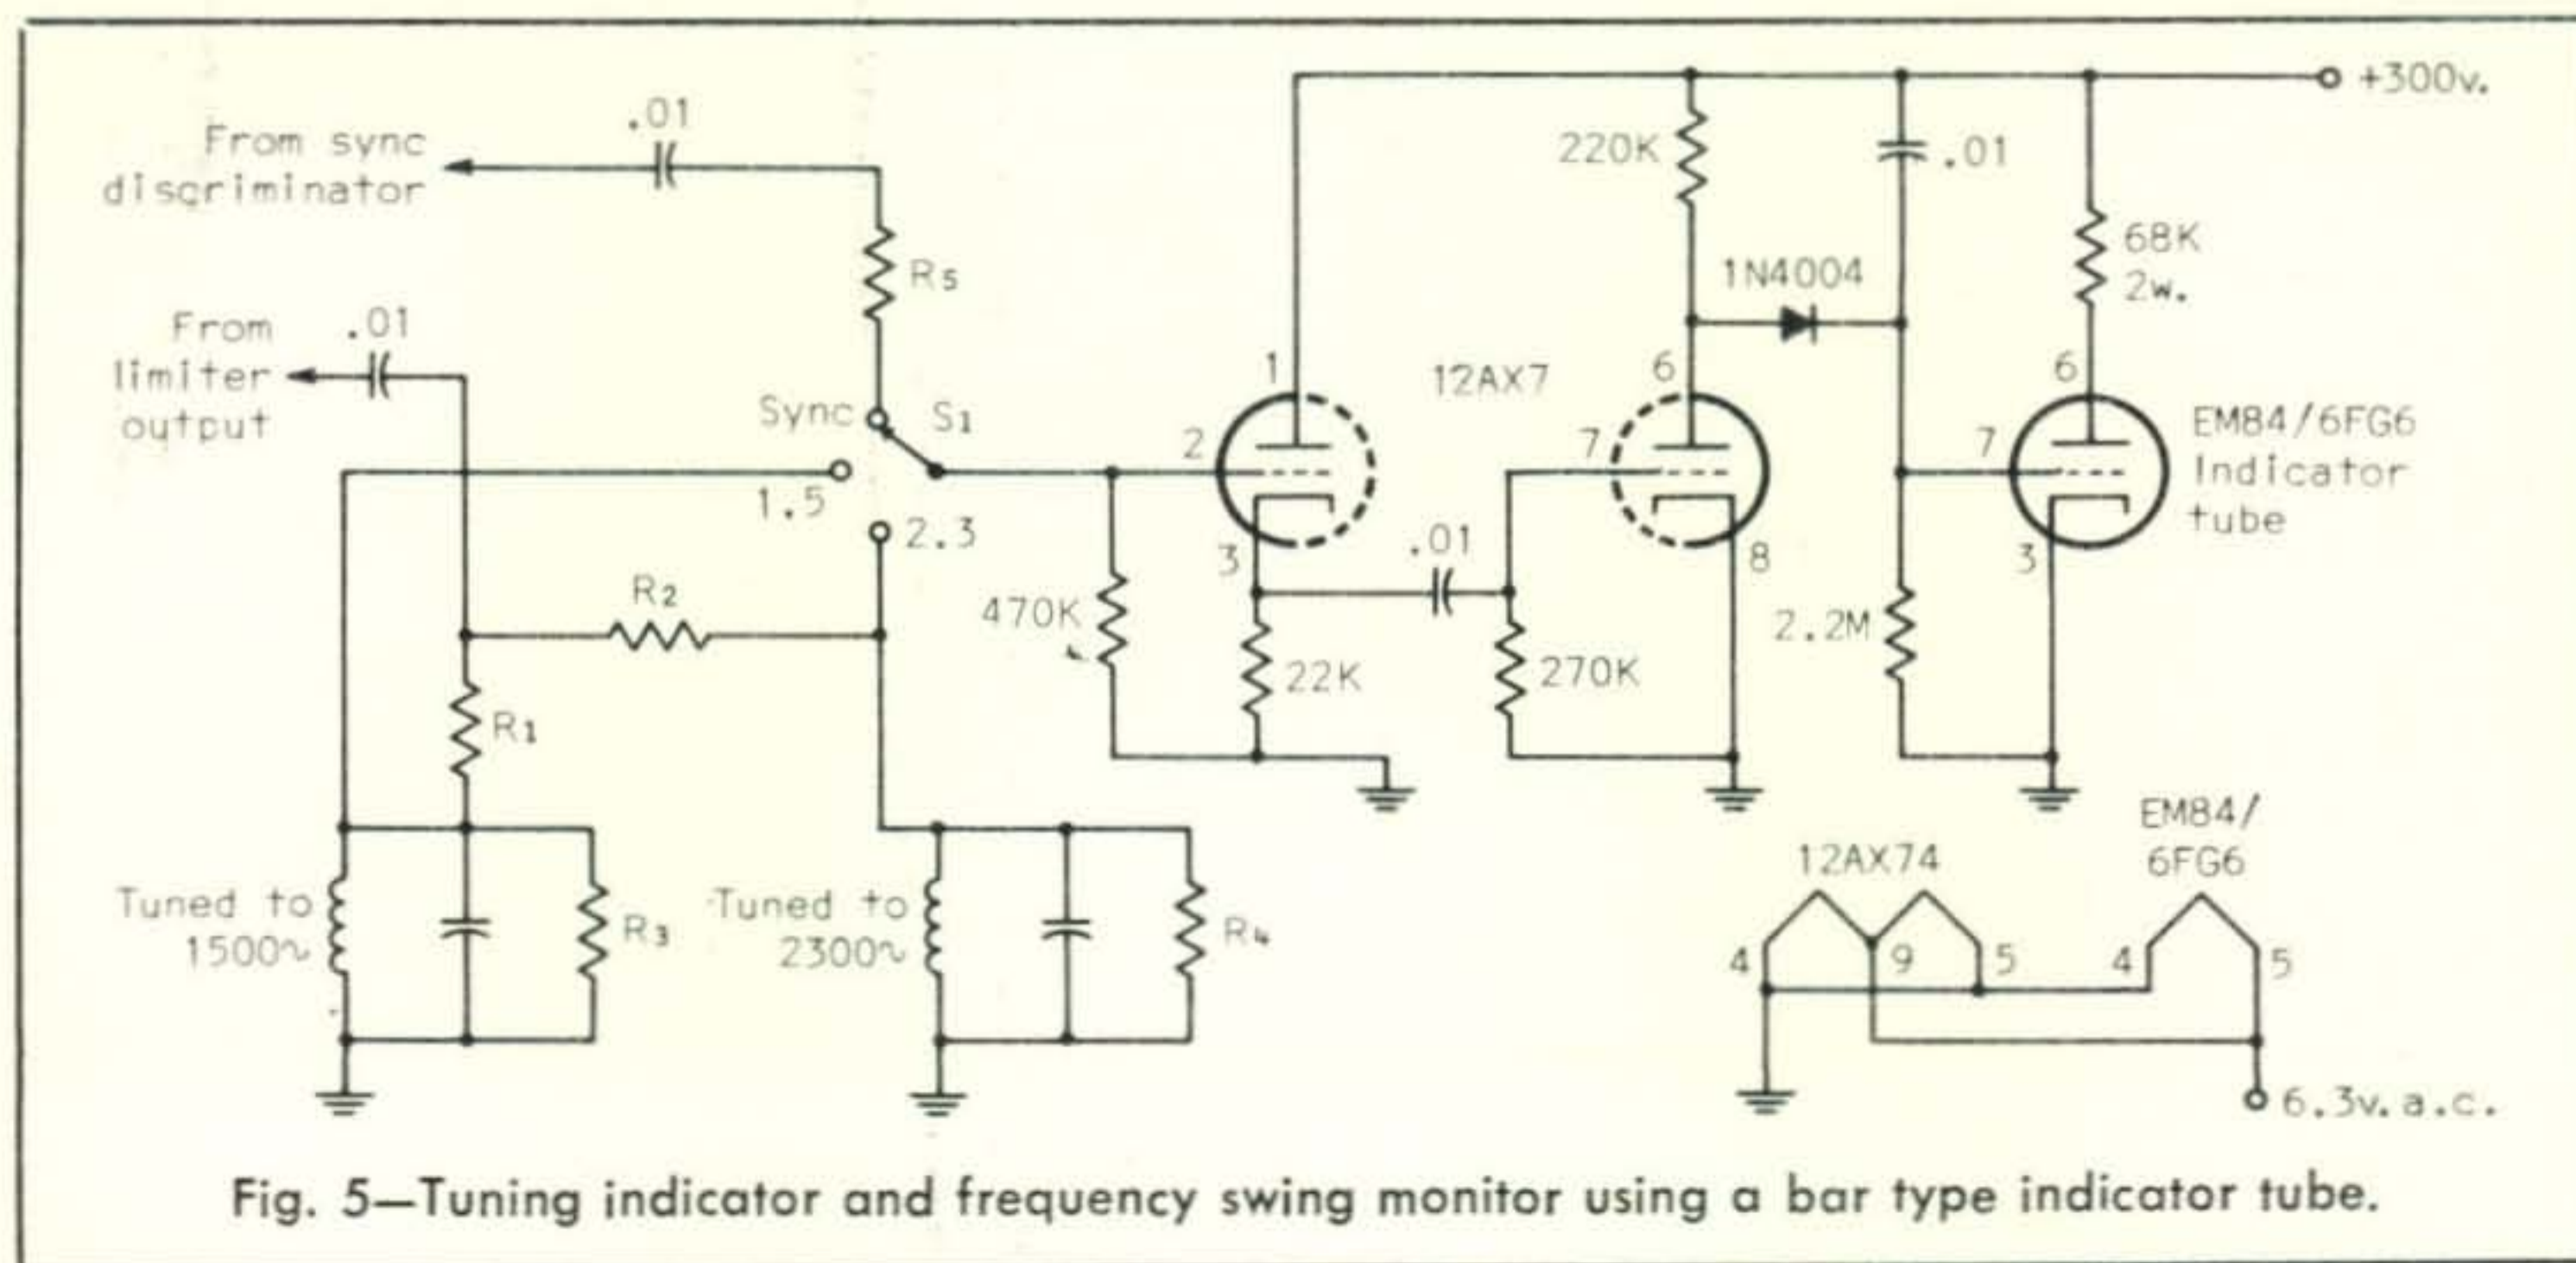 From sync
discriminator
.01
R5
From
limiter
output
.01
Sync
S1
1.5
2.3
R2
R1
Tuned to
1500~
R3
Tuned to
2300~
R4
470K
1
2
3
22K
.01
12AX7
270K
220K
6
7
8
1N4004
.01
2.2M
68K
2w.
6
7
3
+300v.
EM84/6FG6
Indicator
tube
12AX74
4
9
5
EM84/
6FG6
4
5
6.3v.a.c.
Fig. 5—Tuning indicator and frequency swing monitor using a bar type indicator tube.